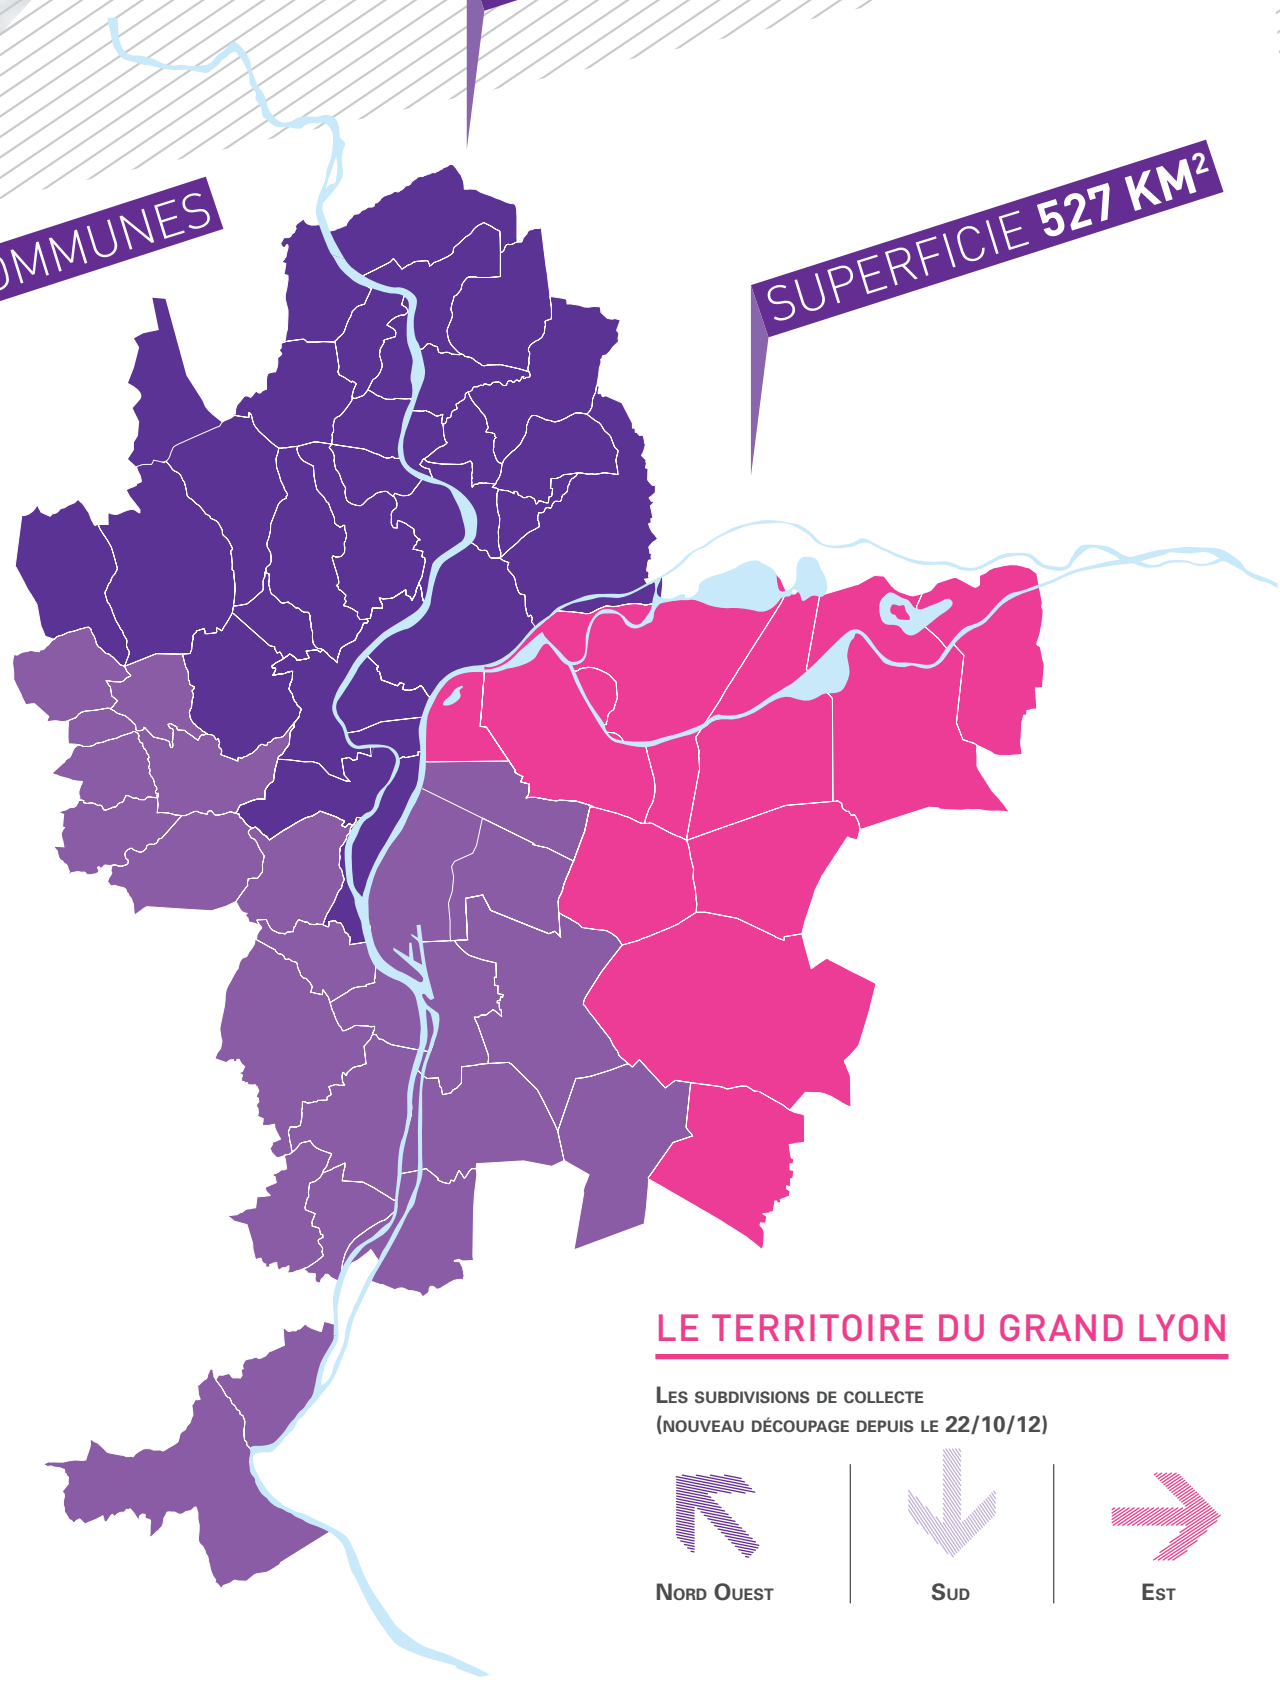 SUPERFICIE 527 KM²
LE TERRITOIRE DU GRAND LYON
Les subdivisions de collecte
(nouveau découpage depuis le 22/10/12)
Nord Ouest
Sud
Est